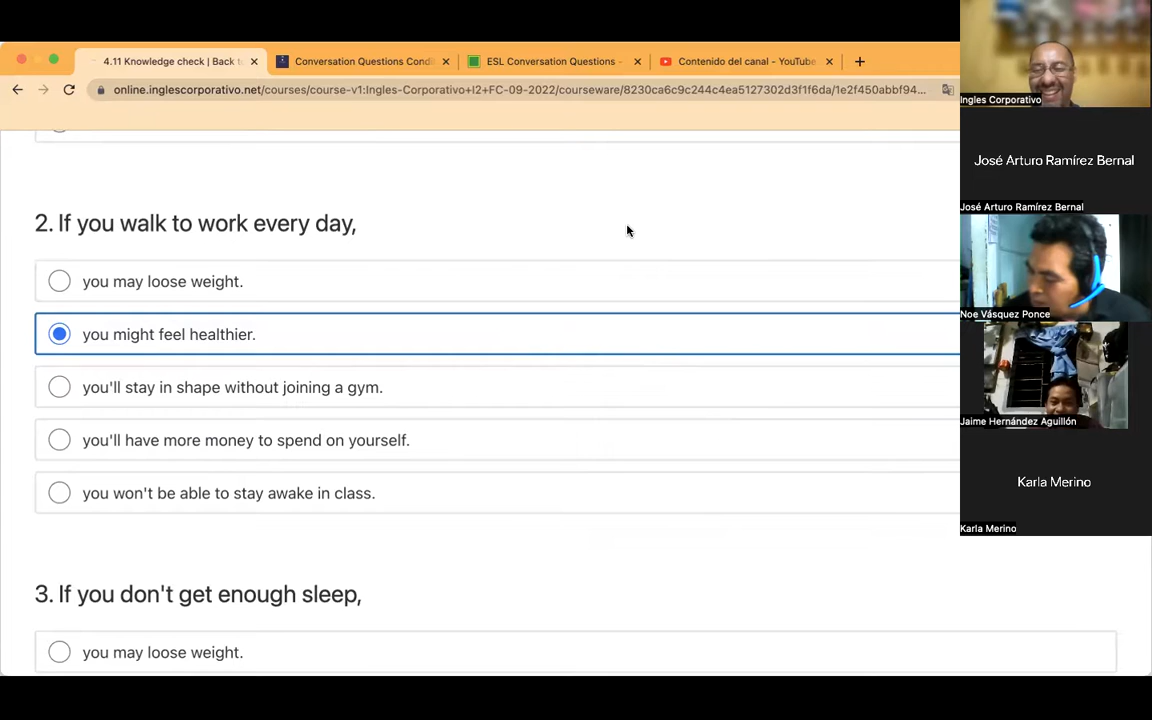 4.11 Knowledge check | Back t
Conversation Questions Condi
ESL Conversation Questions -
Contenido del canal - YouTube
online.inglescorporativo.net/courses/course-v1:Ingles-Corporativo+I2+FC-09-2022/courseware/8230ca6c9c244c4ea5127302d3f1f6da/1e2f450abbf94...
2. If you walk to work every day,
you may loose weight.
you might feel healthier.
you'll stay in shape without joining a gym.
you'll have more money to spend on yourself.
you won't be able to stay awake in class.
3. If you don't get enough sleep,
you may loose weight.
Ingles Corporativo
José Arturo Ramírez Bernal
José Arturo Ramírez Bernal
Noe Vásquez Ponce
Jaime Hernández Aguillón
Karla Merino
Karla Merino